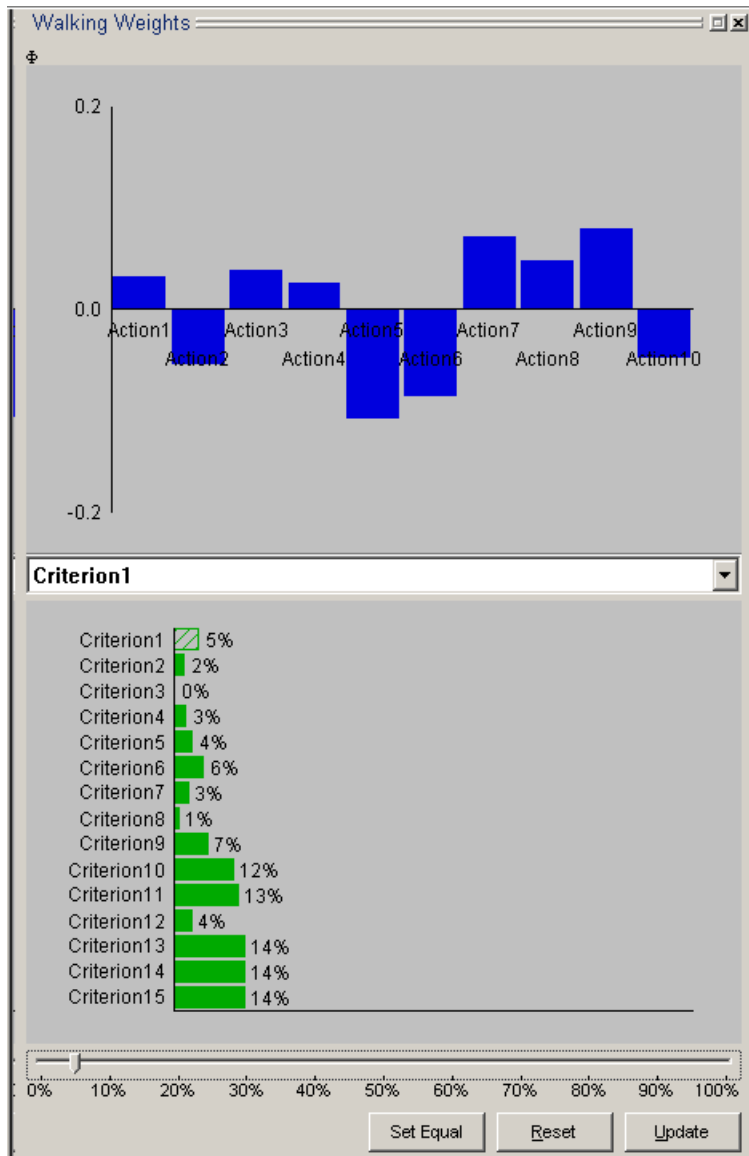 Walking Weights
Φ
0.2
0.0
Action1 Action3 Action5 Action7 Action9
Action2 Action4 Action6 Action8 Action10
-0.2
Criterion1
Criterion1 5%
Criterion2 2%
Criterion3 0%
Criterion4 3%
Criterion5 4%
Criterion6 6%
Criterion7 3%
Criterion8 1%
Criterion9 7%
Criterion10 12%
Criterion11 13%
Criterion12 4%
Criterion13 14%
Criterion14 14%
Criterion15 14%
0% 10% 20% 30% 40% 50% 60% 70% 80% 90% 100%
Set Equal Reset Update